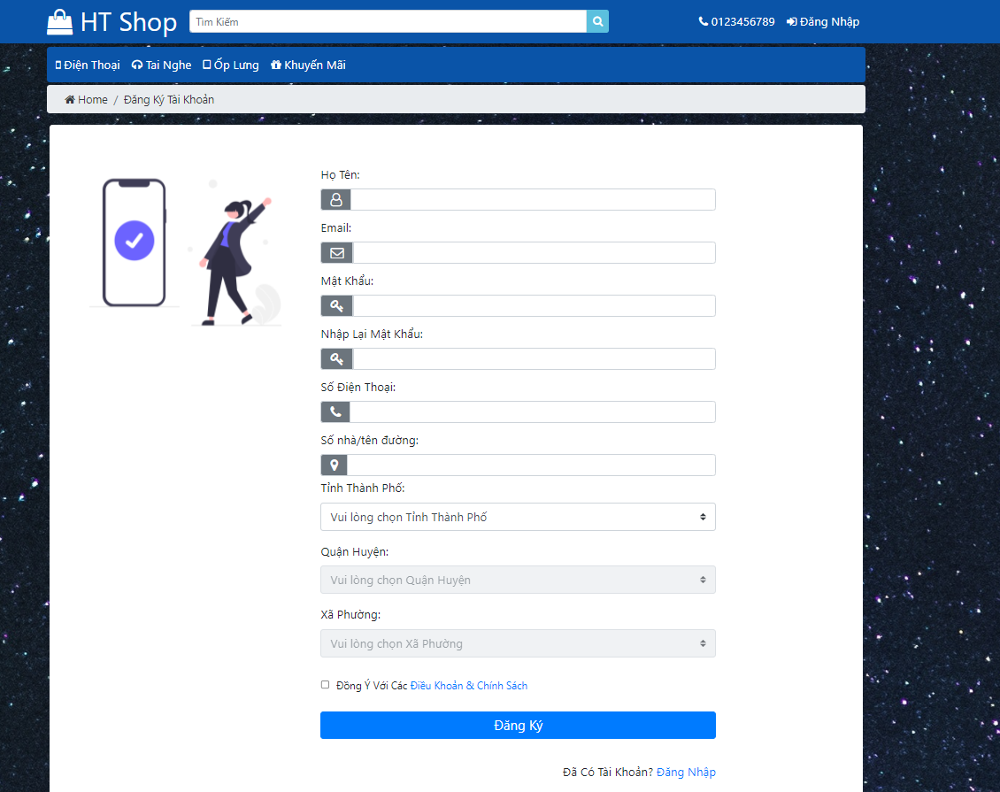 HT Shop
Tìm Kiếm
0123456789 Đăng Nhập
Điện Thoại Tai Nghe Ốp Lưng Khuyến Mãi
Home / Đăng Ký Tài Khoản
Họ Tên:
Email:
Mật Khẩu:
Nhập Lại Mật Khẩu:
Số Điện Thoại:
Số nhà/tên đường:
Tỉnh Thành Phố:
Vui lòng chọn Tỉnh Thành Phố
Quận Huyện:
Vui lòng chọn Quận Huyện
Xã Phường:
Vui lòng chọn Xã Phường
Đồng Ý Với Các Điều Khoản & Chính Sách
Đăng Ký
Đã Có Tài Khoản? Đăng Nhập